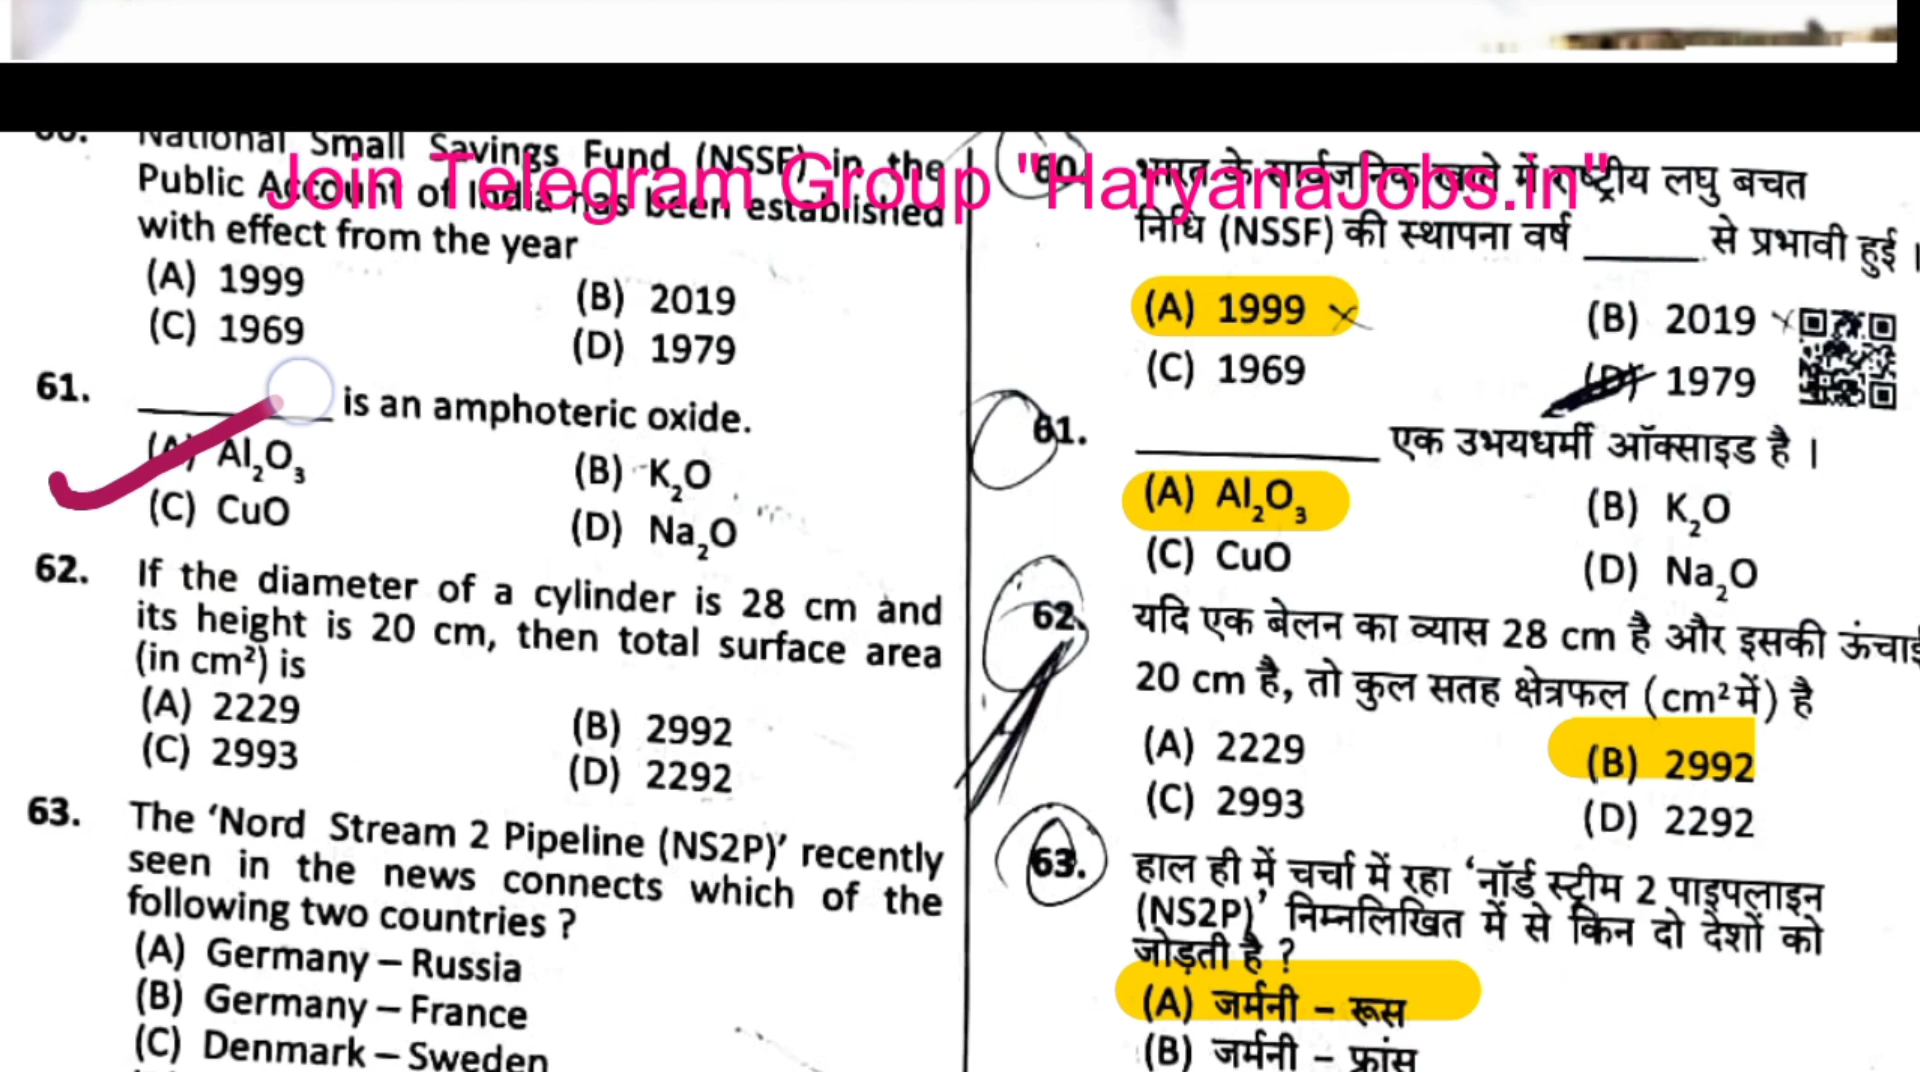 Join Telegram Group "HaryanaJobs.in"
National Small Savings Fund (NSSF) in the
Public Account of India has been established
with effect from the year
(A) 1999
(B) 2019
(C) 1969
(D) 1979
61. ________ is an amphoteric oxide.
(A) Al₂O₃
(B) K₂O
(C) CuO
(D) Na₂O
62. If the diameter of a cylinder is 28 cm and
its height is 20 cm, then total surface area
(in cm²) is
(A) 2229
(B) 2992
(C) 2993
(D) 2292
63. The ‘Nord Stream 2 Pipeline (NS2P)’ recently
seen in the news connects which of the
following two countries ?
(A) Germany – Russia
(B) Germany – France
(C) Denmark – Sweden
60. भारत के सार्वजनिक खाते में राष्ट्रीय लघु बचत
निधि (NSSF) की स्थापना वर्ष ______ से प्रभावी हुई ।
(A) 1999
(B) 2019
(C) 1969
(D) 1979
61. ________ एक उभयधर्मी ऑक्साइड है ।
(A) Al₂O₃
(B) K₂O
(C) CuO
(D) Na₂O
62. यदि एक बेलन का व्यास 28 cm है और इसकी ऊंचाई
20 cm है, तो कुल सतह क्षेत्रफल (cm² में) है
(A) 2229
(B) 2992
(C) 2993
(D) 2292
63. हाल ही में चर्चा में रहा ‘नॉर्ड स्ट्रीम 2 पाइपलाइन
(NS2P)’ निम्नलिखित में से किन दो देशों को
जोड़ती है ?
(A) जर्मनी – रूस
(B) जर्मनी – फ्रांस